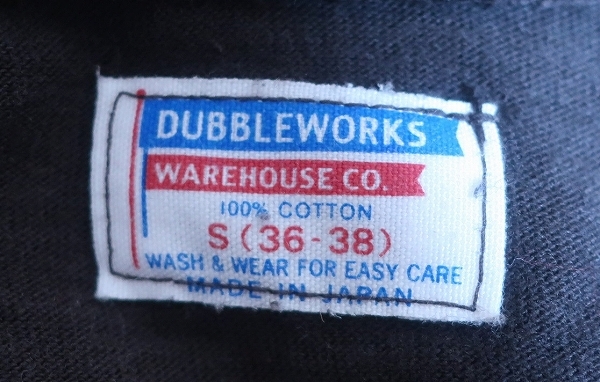 DUBBLEWORKS
WAREHOUSE CO.
100% COTTON
S (36-38)
WASH & WEAR FOR EASY CARE
MADE IN JAPAN